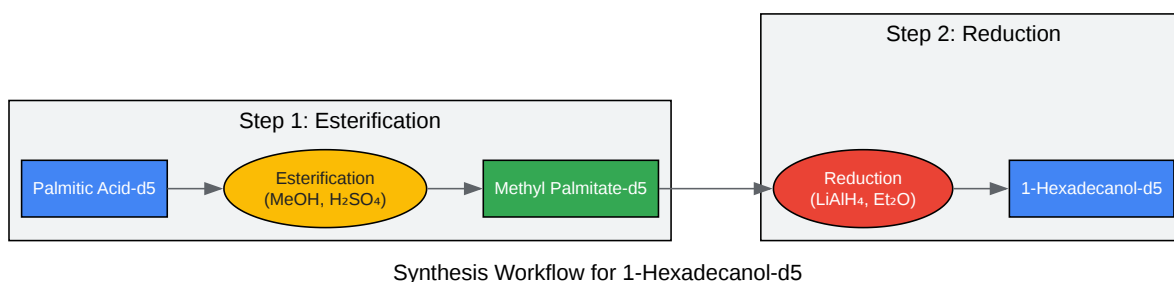 Step 2: Reduction
Step 1: Esterification
Palmitic Acid-d5
Esterification
(MeOH, H₂SO₄)
Methyl Palmitate-d5
Reduction
(LiAlH₄, Et₂O)
1-Hexadecanol-d5
Synthesis Workflow for 1-Hexadecanol-d5